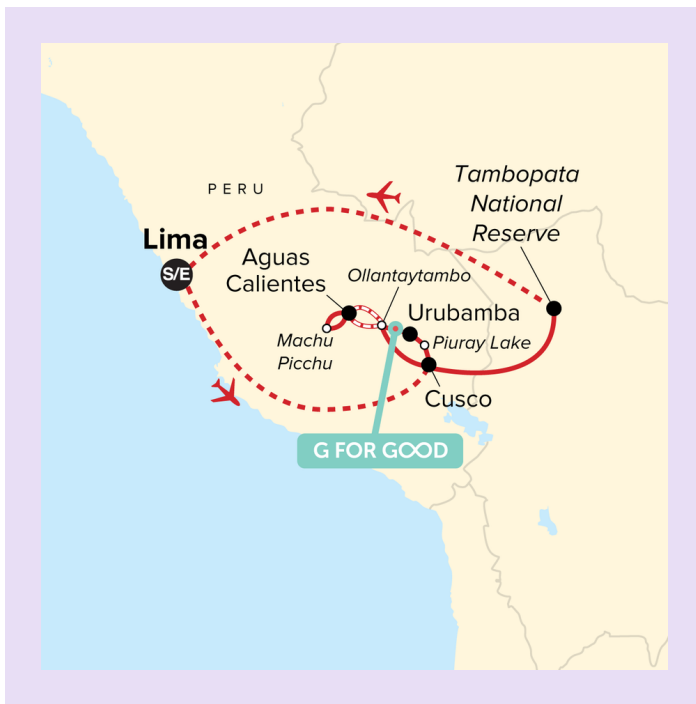 PERU
Tambopata
National
Reserve
Lima
S/E
Aguas
Calientes
Ollantaytambo
Urubamba
Machu
Picchu
Piuray Lake
Cusco
G FOR GOOD